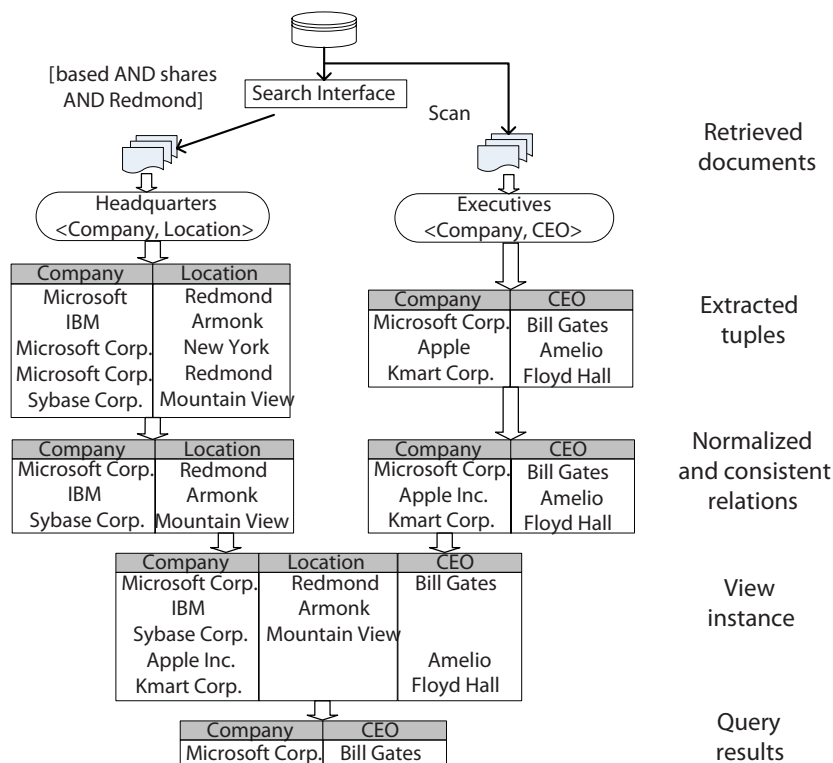 [based AND shares
AND Redmond]
Search Interface
Scan
Retrieved
documents
Headquarters
<Company, Location>
Executives
<Company, CEO>
Company Location
Microsoft Redmond
IBM Armonk
Microsoft Corp. New York
Microsoft Corp. Redmond
Sybase Corp. Mountain View
Company CEO
Microsoft Corp. Bill Gates
Apple Amelio
Kmart Corp. Floyd Hall
Extracted
tuples
Company Location
Microsoft Corp. Redmond
IBM Armonk
Sybase Corp. Mountain View
Company CEO
Microsoft Corp. Bill Gates
Apple Inc. Amelio
Kmart Corp. Floyd Hall
Normalized
and consistent
relations
Company Location CEO
Microsoft Corp. Redmond Bill Gates
IBM Armonk
Sybase Corp. Mountain View
Apple Inc. Amelio
Kmart Corp. Floyd Hall
View
instance
Company CEO
Microsoft Corp. Bill Gates
Query
results